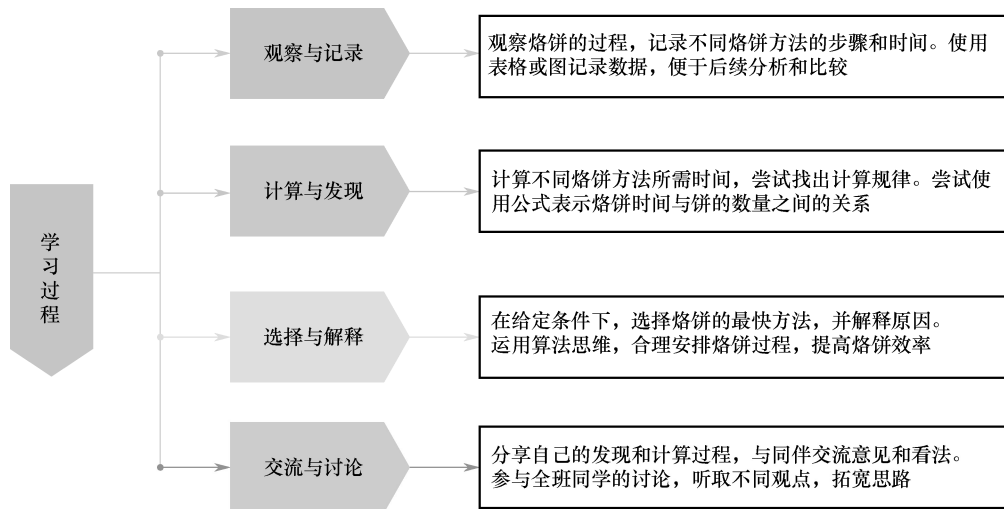 学习过程
观察与记录
观察烙饼的过程，记录不同烙饼方法的步骤和时间。使用
表格或图记录数据，便于后续分析和比较
计算与发现
计算不同烙饼方法所需时间，尝试找出计算规律。尝试使
用公式表示烙饼时间与饼的数量之间的关系
选择与解释
在给定条件下，选择烙饼的最快方法，并解释原因。
运用算法思维，合理安排烙饼过程，提高烙饼效率
交流与讨论
分享自己的发现和计算过程，与同伴交流意见和看法。
参与全班同学的讨论，听取不同观点，拓宽思路